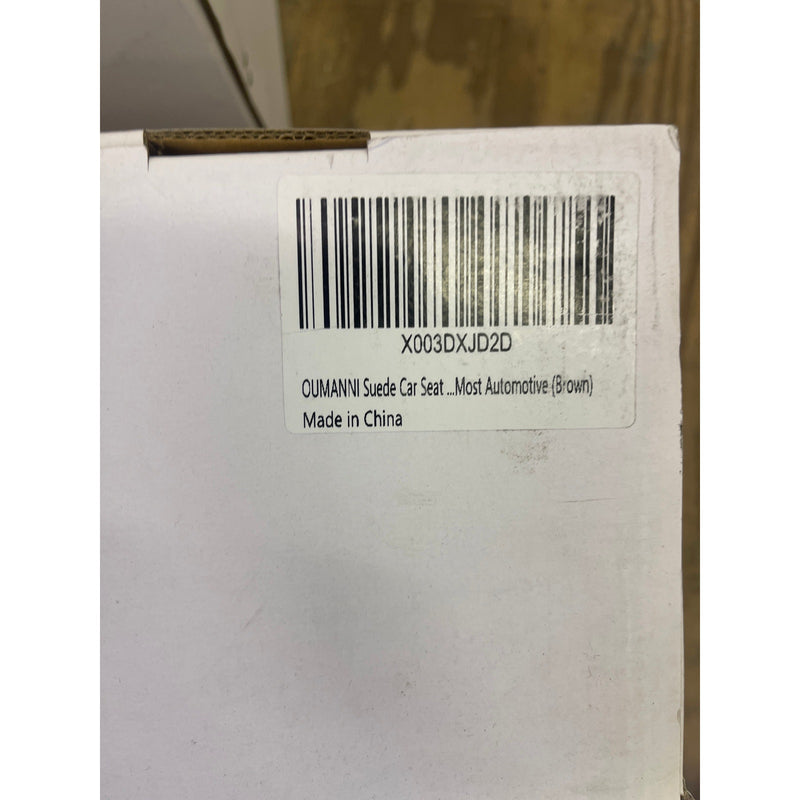 X003DXJD2D
OUMANNI Suede Car Seat ...Most Automotive (Brown)
Made in China